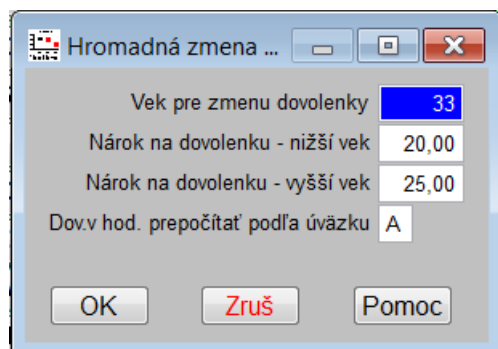 Hromadná zmena ...
Vek pre zmenu dovolenky 33
Nárok na dovolenku - nižší vek 20,00
Nárok na dovolenku - vyšší vek 25,00
Dov.v hod. prepočítať podľa úväzku A
OK Zruš Pomoc